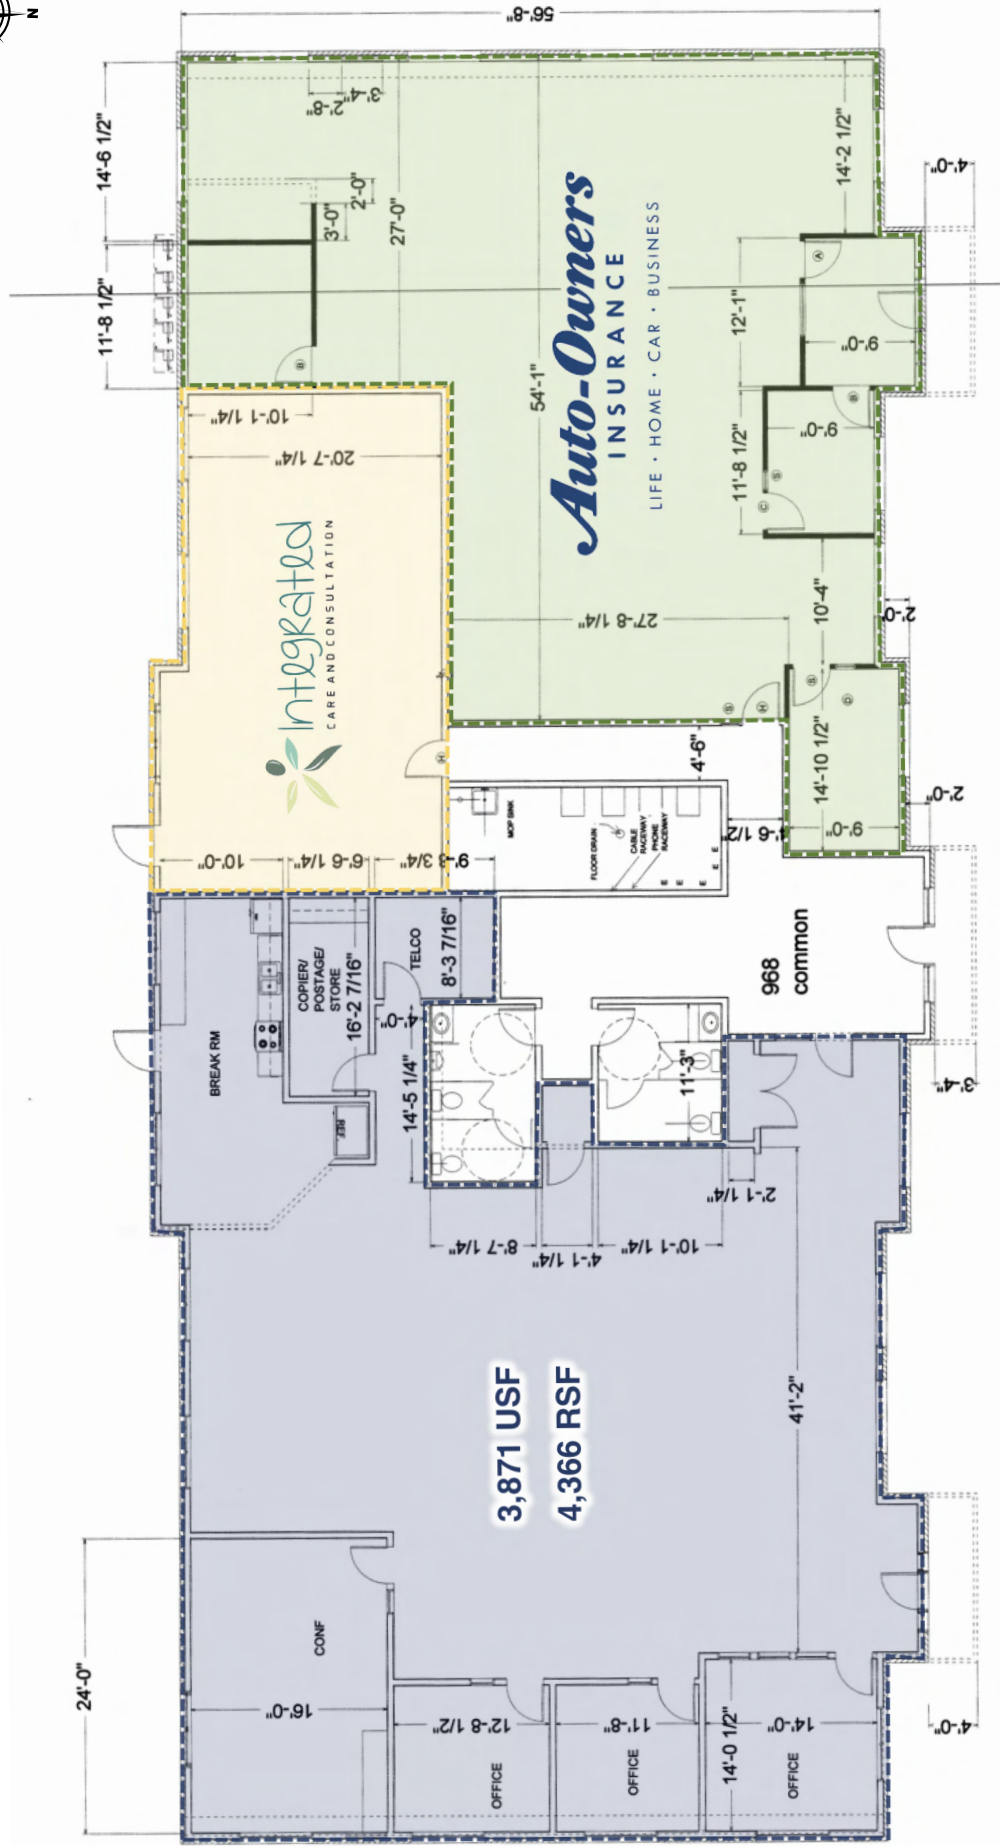 N
56'-8"
14'-6 1/2"
11'-8 1/2"
2'-8"
3'-4"
3'-0"
2'-0"
27'-0"
B
10'-1 1/4"
20'-7 1/4"
54'-1"
14'-2 1/2"
4'-0"
12'-1"
A
9'-0"
B
9'-0"
11'-8 1/2"
S
C
Auto-Owners
INSURANCE
LIFE • HOME • CAR • BUSINESS
Integrated
CARE AND CONSULTATION
27'-8 1/4"
10'-4"
2'-0"
S
H
S
D
14'-10 1/2"
9'-0"
2'-0"
H
4'-6"
4'-6 1/2"
MOP SINK
FLOOR DRAIN
CABLE
RACEWAY
PHONE
RACEWAY
E
E
E
E
E
E
10'-0"
6'-6 1/4"
9'-3 3/4"
BREAK RM
COPIER/
POSTAGE/
STORE
16'-2 7/16"
TELCO
8'-3 7/16"
4'-0"
14'-5 1/4"
REF.
968
common
11'-3"
3'-4"
2'-1 1/4"
8'-7 1/4"
4'-1 1/4"
10'-1 1/4"
3,871 USF
4,366 RSF
41'-2"
24'-0"
CONF
16'-0"
12'-8 1/2"
OFFICE
11'-8"
OFFICE
14'-0 1/2"
14'-0"
OFFICE
4'-0"